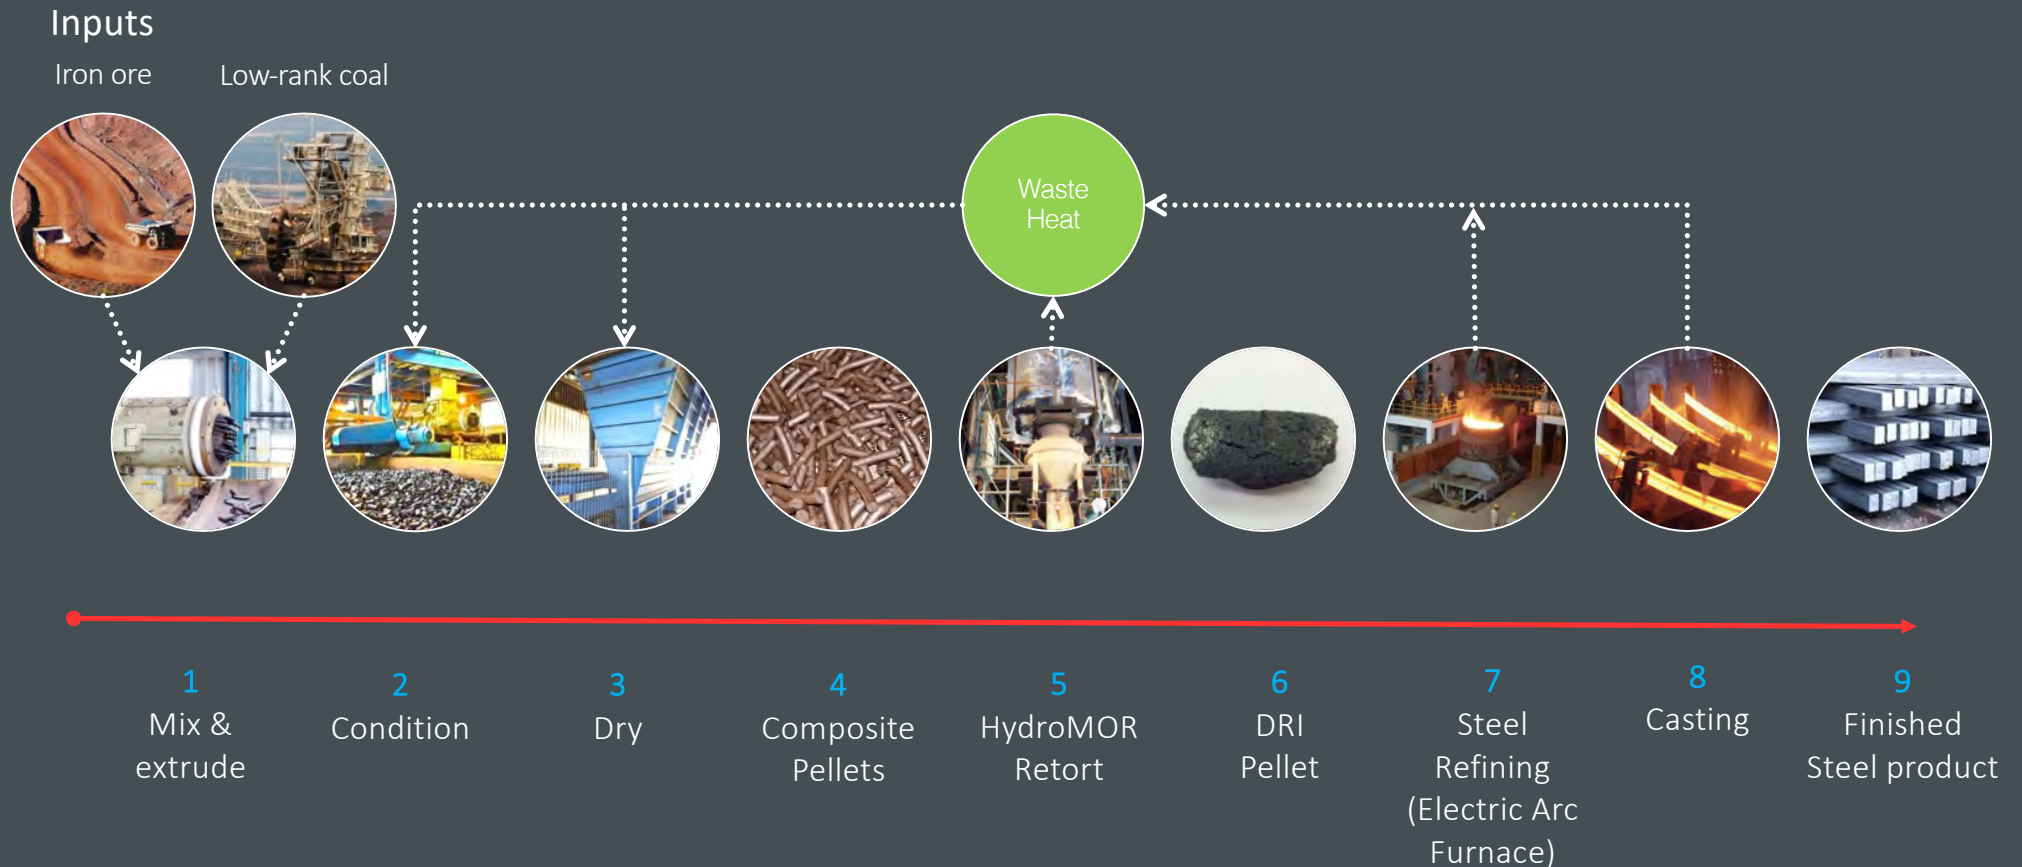 Inputs
Iron ore
Low-rank coal
Waste
Heat
1
Mix &
extrude
2
Condition
3
Dry
4
Composite
Pellets
5
HydroMOR
Retort
6
DRI
Pellet
7
Steel
Refining
(Electric Arc
Furnace)
8
Casting
9
Finished
Steel product